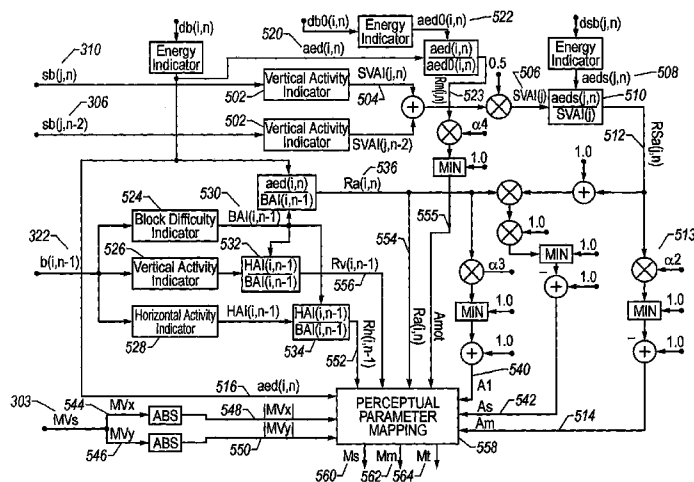 db(i,n)
db0(i,n)
aed0(i,n)
522
dsb(j,n)
Energy
Indicator
520
Energy
Indicator
aed(i,n)
aed(i,n)
aed0(i,n)
0.5
Energy
Indicator
310
sb(j,n)
Vertical Activity
Indicator
502
SVAI(j,n)
504
523
506
SVAI(j)
aeds(j,n)
508
aeds(j,n)
SVAI(j)
510
306
sb(j,n-2)
502
Vertical Activity
Indicator
SVAI(j,n-2)
α4
MIN
1.0
512
RSa(j,n)
536
aed(i,n)
BAI(i,n-1)
Ra(i,n)
1.0
524
530
Block Difficulty
Indicator
BAI(i,n-1)
555
554
1.0
513
322
b(i,n-1)
526
532
Vertical Activity
Indicator
HAI(i,n-1)
BAI(i,n-1)
Rv(i,n-1)
556
α3
MIN
1.0
α2
Horizontal Activity
Indicator
528
HAI(i,n-1)
HAI(i,n-1)
BAI(i,n-1)
534
Rh(i,n-1)
552
Ra(i,n)
Amot
MIN
1.0
–
1.0
MIN
1.0
1.0
540
–
1.0
516
aed(i,n)
A1
303
MVs
544
MVx
ABS
548
|MVx|
PERCEPTUAL
PARAMETER
MAPPING
As
542
Am
514
546
MVy
ABS
550
|MVy|
558
560
Ms
562
Mm
564
Mt